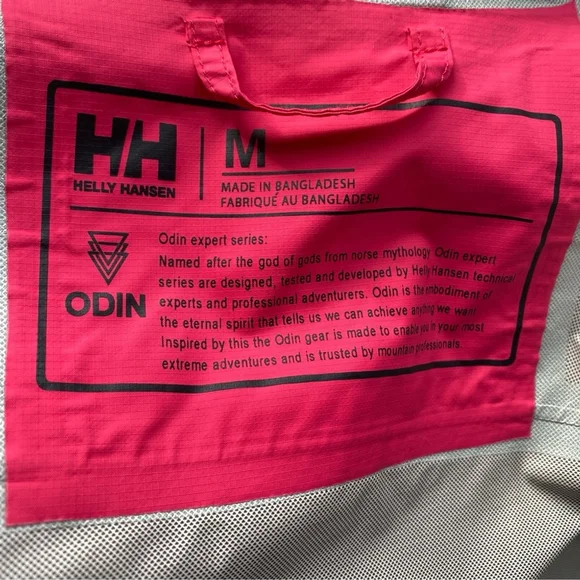 HH
HELLY HANSEN
M
MADE IN BANGLADESH
FABRIQUÉ AU BANGLADESH
ODIN
Odin expert series:
Named after the god of gods from norse mythology Odin expert
series are designed, tested and developed by Helly Hansen technical
experts and professional adventurers. Odin is the embodiment of
the eternal spirit that tells us we can achieve anything we want
Inspired by this the Odin gear is made to enable you in your most
extreme adventures and is trusted by mountain professionals.